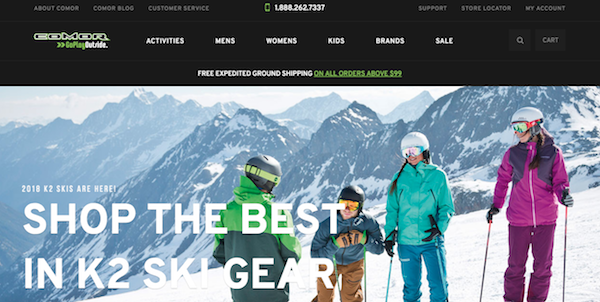 ABOUT COMOR COMOR BLOG CUSTOMER SERVICE 1.888.262.7337 SUPPORT STORE LOCATOR MY ACCOUNT
COMOR
>>GoPlayOutside.
ACTIVITIES MENS WOMENS KIDS BRANDS SALE CART
FREE EXPEDITED GROUND SHIPPING ON ALL ORDERS ABOVE $99
2018 K2 SKIS ARE HERE!
SHOP THE BEST
IN K2 SKI GEAR.